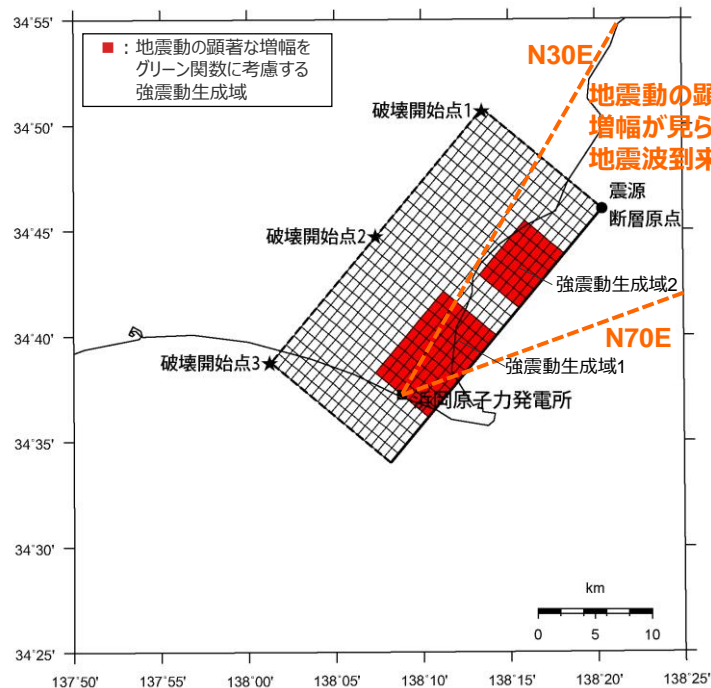 34°55'
■ : 地震動の顕著な増幅を
グリーン関数に考慮する
強震動生成域
N30E
地震動の顕
増幅が見ら
地震波到来
34°50'
破壊開始点1
震源
断層原点
34°45'
破壊開始点2
強震動生成域2
34°40'
N70E
破壊開始点3
強震動生成域1
浜岡原子力発電所
34°35'
34°30'
km
0 5 10
34°25'
137°50' 137°55' 138°00' 138°05' 138°10' 138°15' 138°20' 138°25'